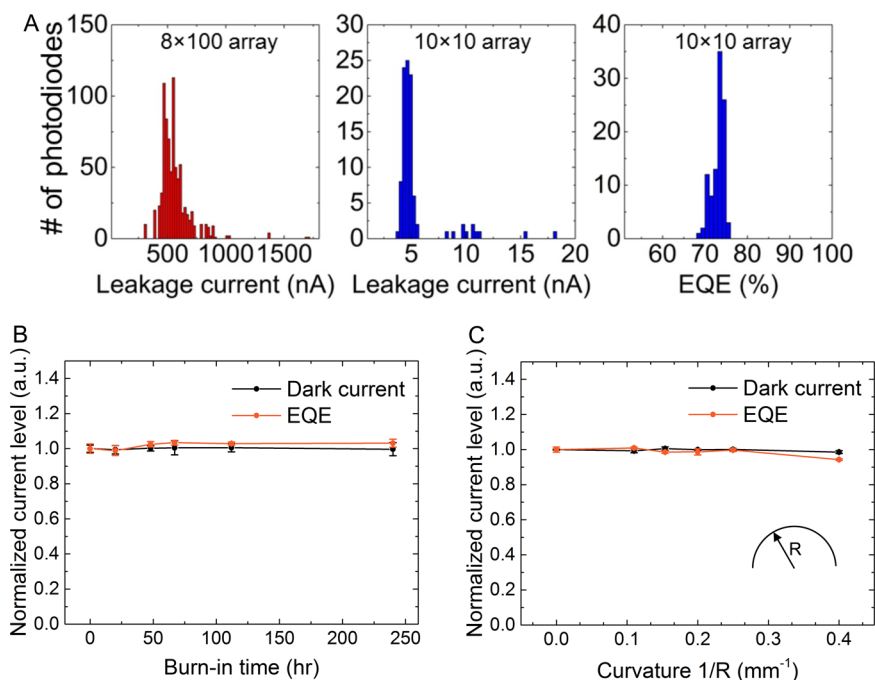 A
# of photodiodes
150
100
50
0
8×100 array
500 1000 1500
Leakage current (nA)
30
25
20
15
10
5
0
10×10 array
5 10 15 20
Leakage current (nA)
40
30
20
10
0
10×10 array
60 70 80 90 100
EQE (%)
B
Normalized current level (a.u.)
1.4
1.2
1.0
0.8
0.6
0.4
0.2
0.0
Dark current
EQE
0 50 100 150 200 250
Burn-in time (hr)
C
Normalized current level (a.u.)
1.4
1.2
1.0
0.8
0.6
0.4
0.2
0.0
Dark current
EQE
R
0.0 0.1 0.2 0.3 0.4
Curvature 1/R (mm⁻¹)